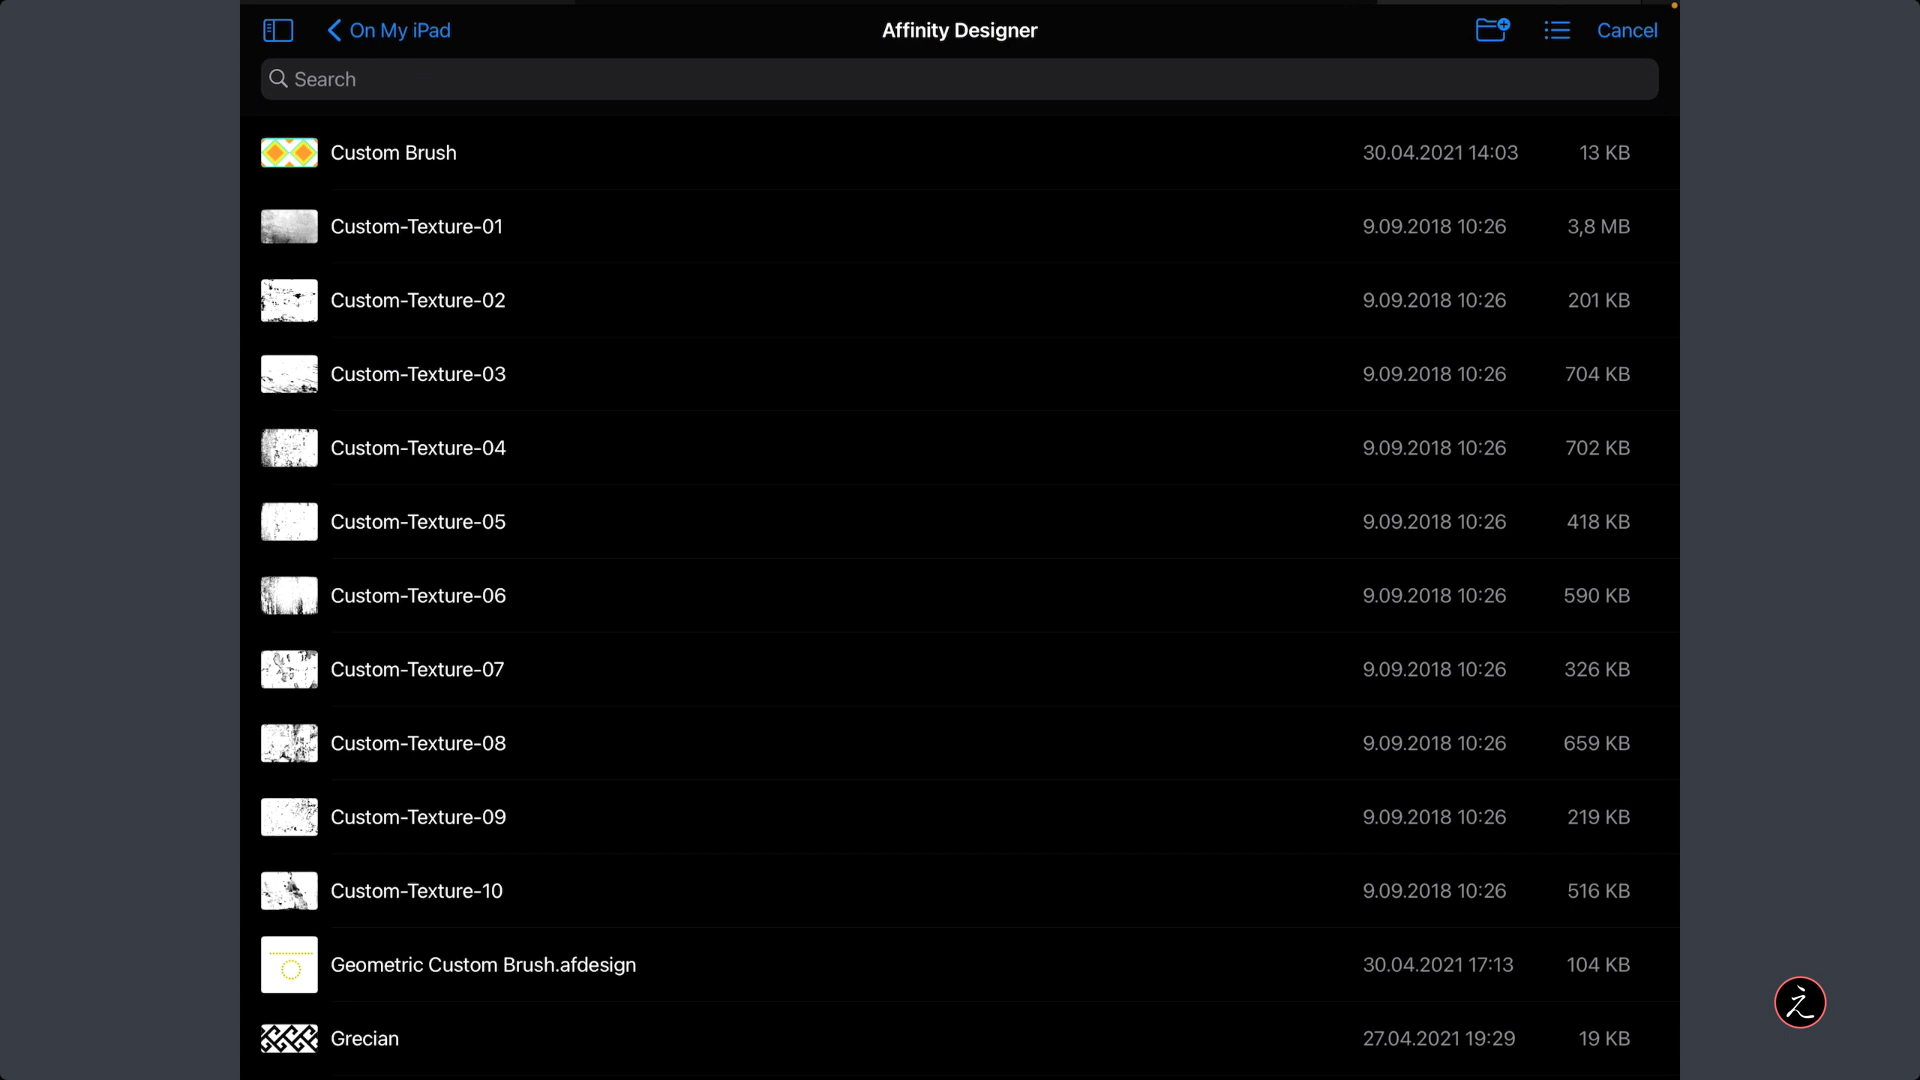 On My iPad
Affinity Designer
Cancel
Search
Custom Brush 30.04.2021 14:03 13 KB
Custom-Texture-01 9.09.2018 10:26 3,8 MB
Custom-Texture-02 9.09.2018 10:26 201 KB
Custom-Texture-03 9.09.2018 10:26 704 KB
Custom-Texture-04 9.09.2018 10:26 702 KB
Custom-Texture-05 9.09.2018 10:26 418 KB
Custom-Texture-06 9.09.2018 10:26 590 KB
Custom-Texture-07 9.09.2018 10:26 326 KB
Custom-Texture-08 9.09.2018 10:26 659 KB
Custom-Texture-09 9.09.2018 10:26 219 KB
Custom-Texture-10 9.09.2018 10:26 516 KB
Geometric Custom Brush.afdesign 30.04.2021 17:13 104 KB
Grecian 27.04.2021 19:29 19 KB